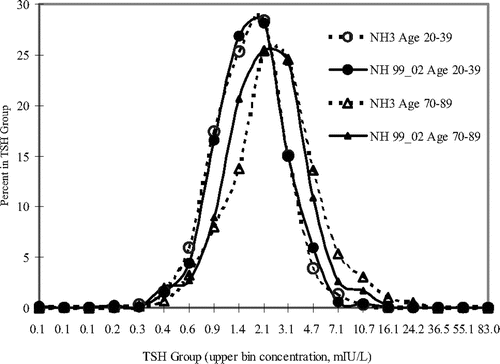 30
25
20
15
10
5
0
Percent in TSH Group
NH3 Age 20-39
NH 99_02 Age 20-39
NH3 Age 70-89
NH 99_02 Age 70-89
0.1 0.1 0.1 0.2 0.3 0.4 0.6 0.9 1.4 2.1 3.1 4.7 7.1 10.7 16.1 24.2 36.5 55.1 83.0
TSH Group (upper bin concentration, mIU/L)